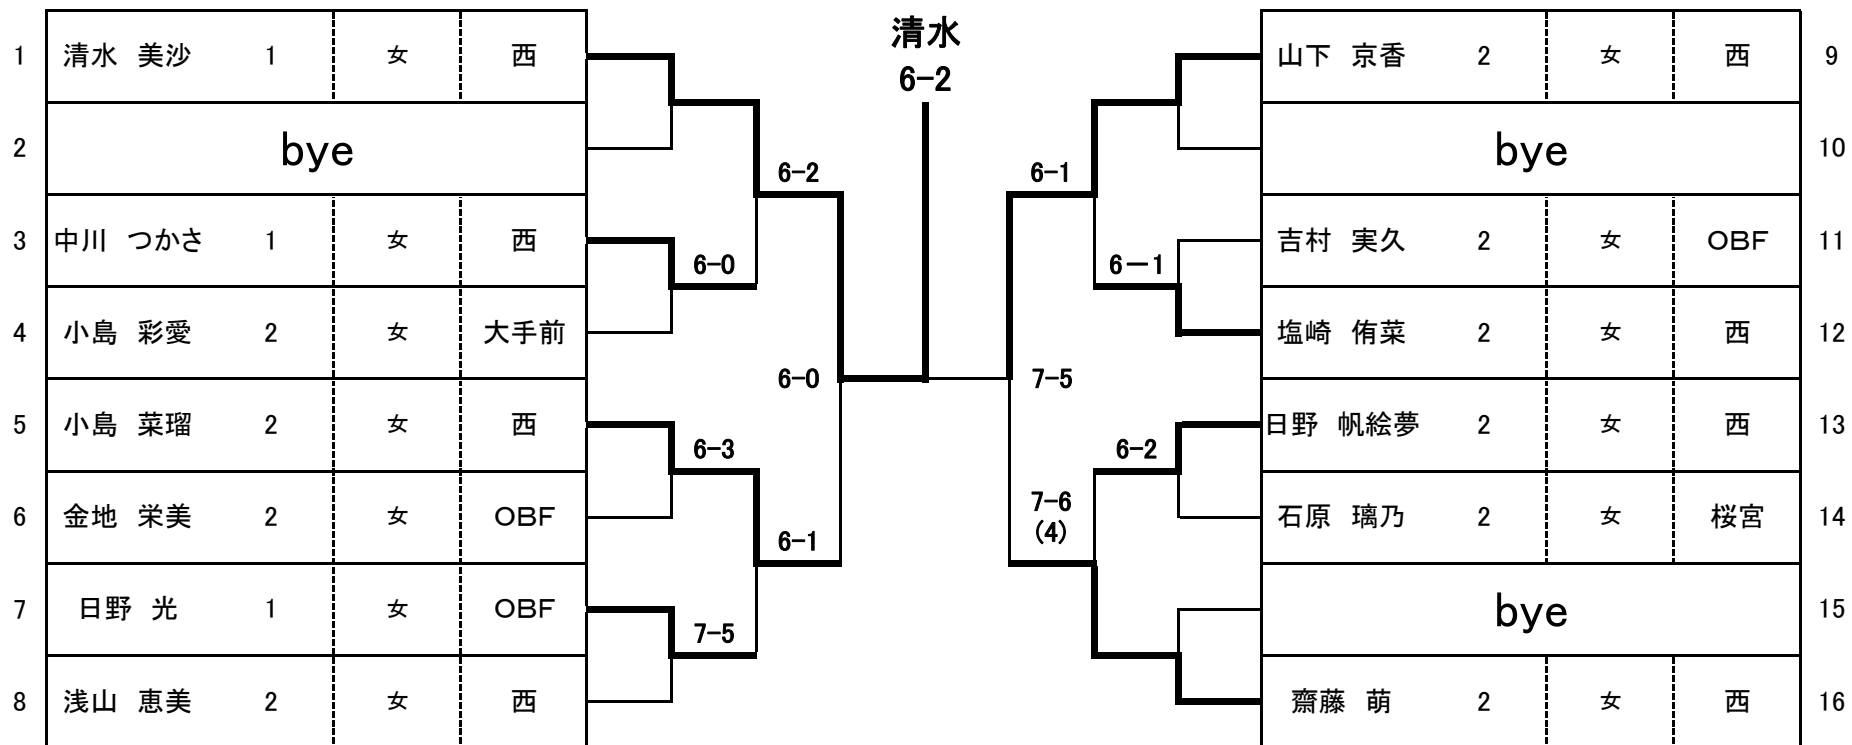 清水
6-2
1 清水 美沙 1 女 西
2 bye
3 中川 つかさ 1 女 西
4 小島 彩愛 2 女 大手前
5 小島 菜瑠 2 女 西
6 金地 栄美 2 女 OBF
7 日野 光 1 女 OBF
8 浅山 恵美 2 女 西
6-2
6-0
6-0
6-3
6-1
7-5
6-1
6-1
7-5
6-2
7-6
(4)
山下 京香 2 女 西 9
bye 10
吉村 実久 2 女 OBF 11
塩崎 侑菜 2 女 西 12
日野 帆絵夢 2 女 西 13
石原 璃乃 2 女 桜宮 14
bye 15
齋藤 萌 2 女 西 16